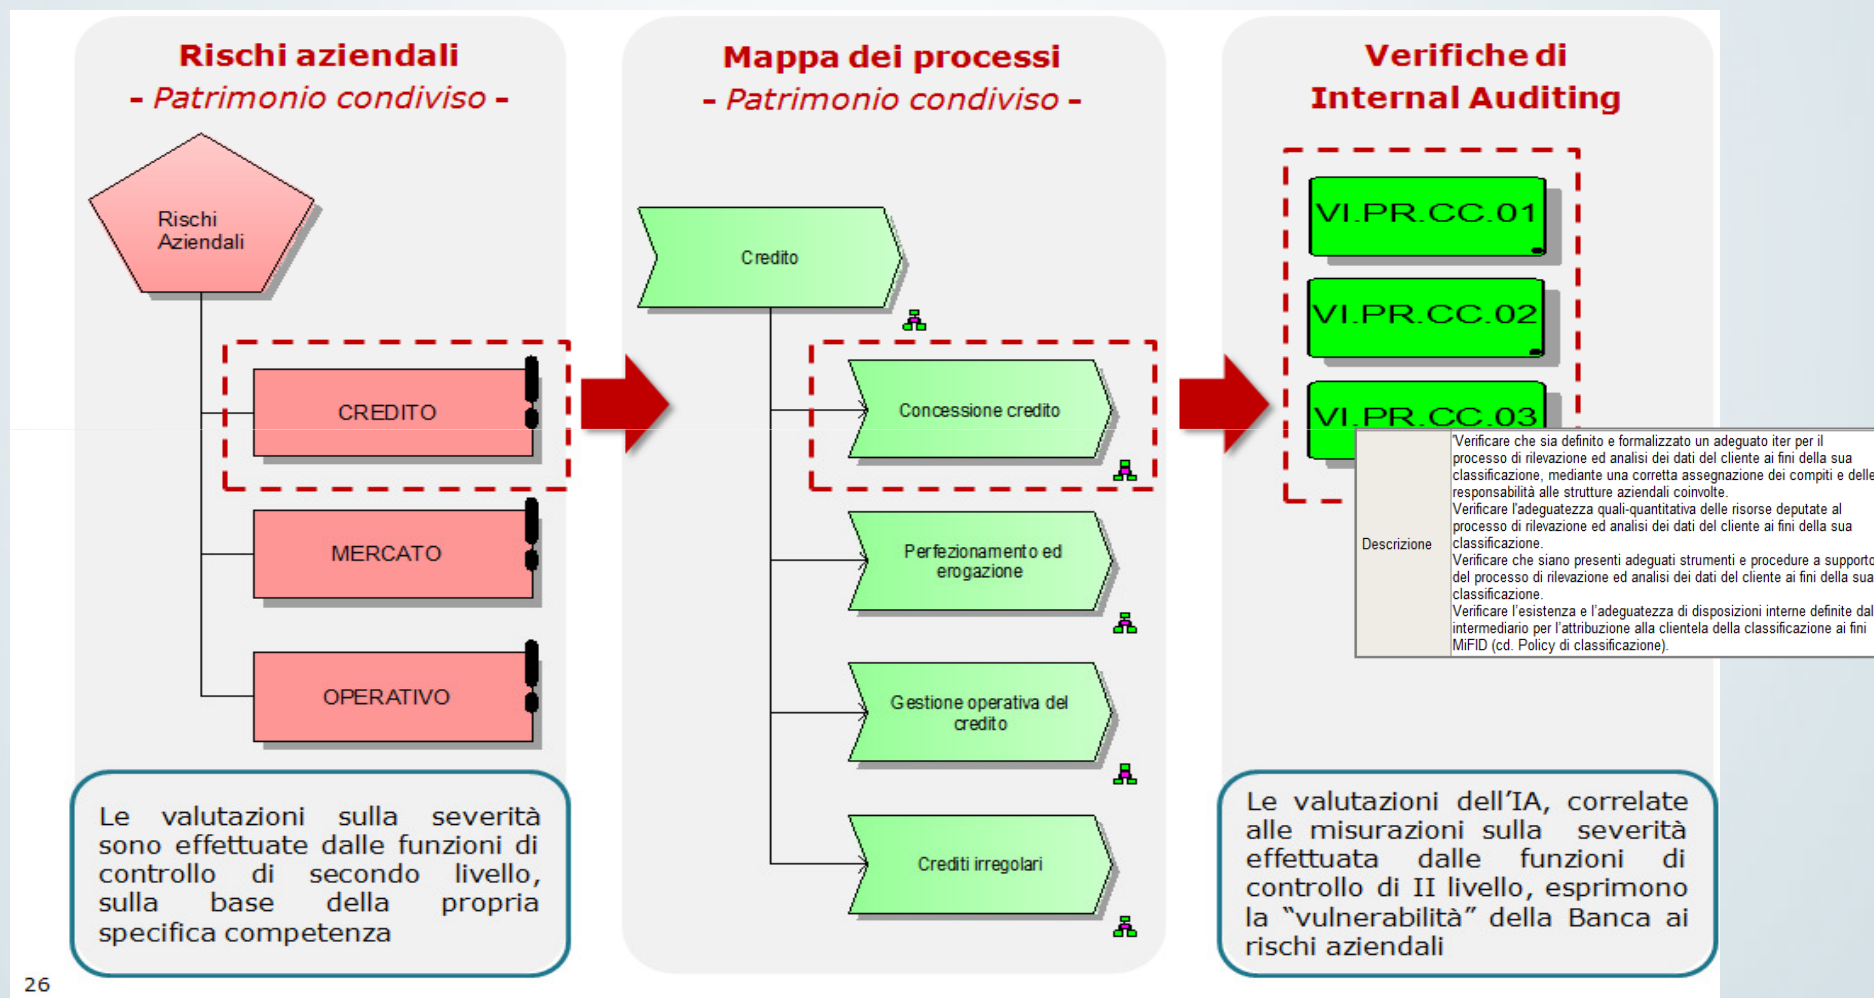 Rischi aziendali
- Patrimonio condiviso -
Rischi
Aziendali
CREDITO
MERCATO
OPERATIVO
Le valutazioni sulla severità
sono effettuate dalle funzioni di
controllo di secondo livello,
sulla base della propria
specifica competenza
Mappa dei processi
- Patrimonio condiviso -
Credito
Concessione credito
Perfezionamento ed
erogazione
Gestione operativa del
credito
Crediti irregolari
Verifiche di
Internal Auditing
VI.PR.CC.01
VI.PR.CC.02
VI.PR.CC.03
Descrizione
'Verificare che sia definito e formalizzato un adeguato iter per il
processo di rilevazione ed analisi dei dati del cliente ai fini della sua
classificazione, mediante una corretta assegnazione dei compiti e delle
responsabilità alle strutture aziendali coinvolte.
Verificare l'adeguatezza quali-quantitativa delle risorse deputate al
processo di rilevazione ed analisi dei dati del cliente ai fini della sua
classificazione.
Verificare che siano presenti adeguati strumenti e procedure a supporto
del processo di rilevazione ed analisi dei dati del cliente ai fini della sua
classificazione.
Verificare l'esistenza e l'adeguatezza di disposizioni interne definite dal
intermediario per l'attribuzione alla clientela della classificazione ai fini
MiFID (cd. Policy di classificazione).
Le valutazioni dell'IA, correlate
alle misurazioni sulla severità
effettuata dalle funzioni di
controllo di II livello, esprimono
la “vulnerabilità” della Banca ai
rischi aziendali
26